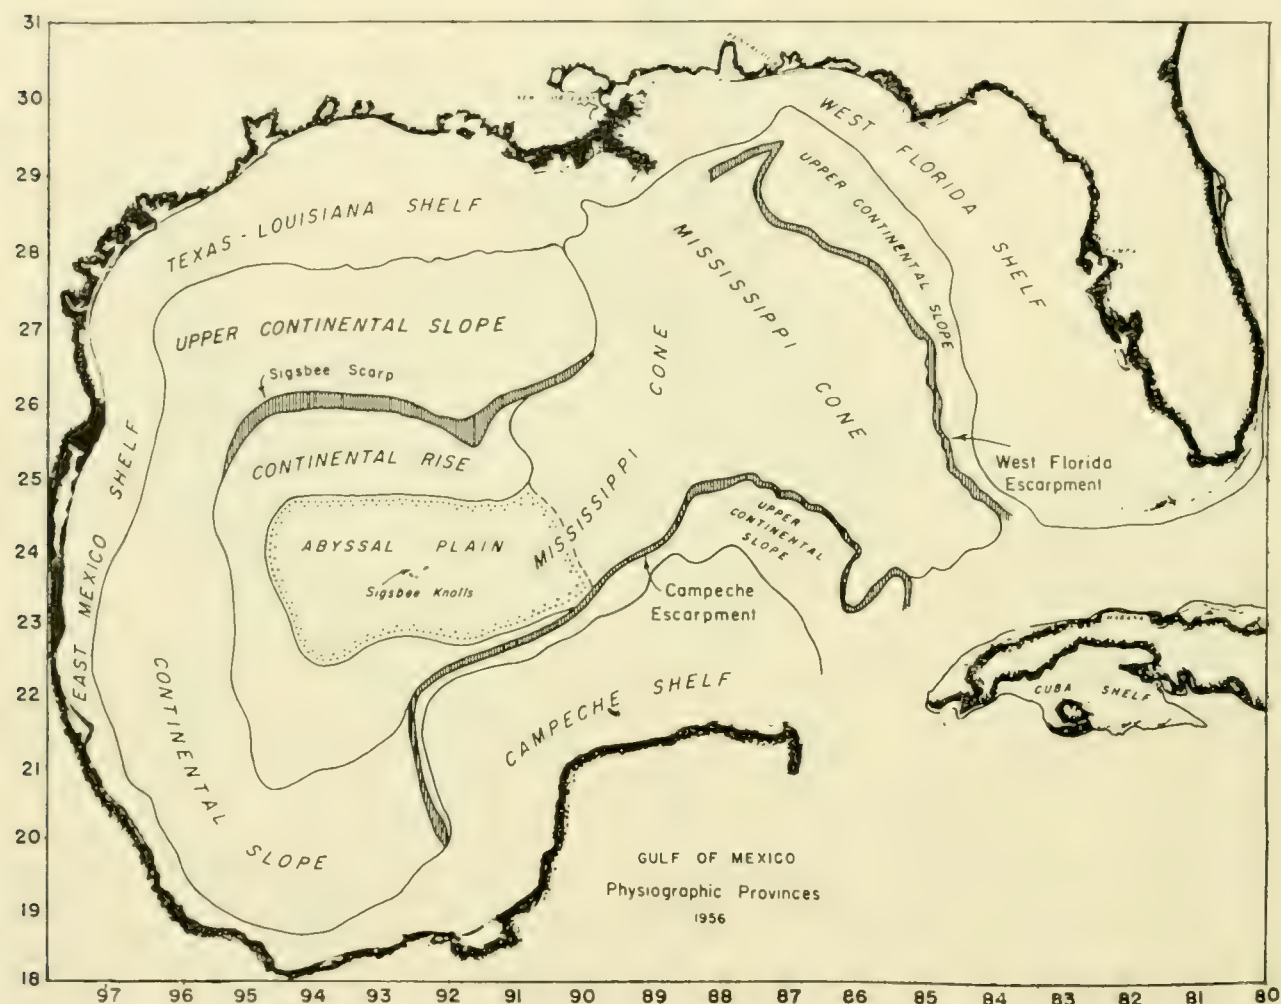 31
30
29
28
27
26
25
24
23
22
21
20
19
18
WEST FLORIDA SHELF
UPPER CONTINENTAL SLOPE
TEXAS - LOUISIANA SHELF
MISSISSIPPI CONE
UPPER CONTINENTAL SLOPE
Sigsbee Scarp
MISSISSIPPI CONE
CONTINENTAL RISE
West Florida
Escarpment
UPPER
CONTINENTAL
SLOPE
ABYSSAL PLAIN
Sigsbee Knolls
Campeche
Escarpment
EAST MEXICO SHELF
CONTINENTAL SLOPE
CAMPECHE SHELF
CUBA SHELF
GULF OF MEXICO
Physiographic Provinces
1956
97 96 95 94 93 92 91 90 89 88 87 86 85 84 83 82 81 80